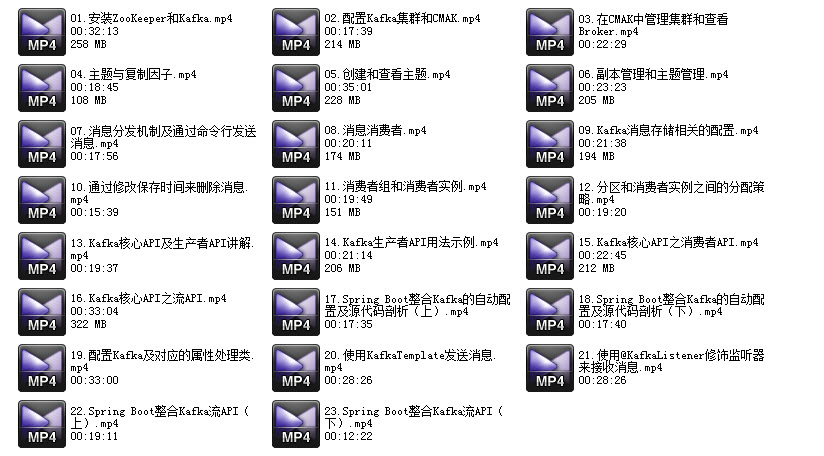 MP4
01.安装ZooKeeper和Kafka.mp4
00:32:13
258 MB
MP4
02.配置Kafka集群和CMAK.mp4
00:17:39
214 MB
MP4
03.在CMAK中管理集群和查看
Broker.mp4
00:22:29
MP4
04.主题与复制因子.mp4
00:18:45
108 MB
MP4
05.创建和查看主题.mp4
00:35:01
228 MB
MP4
06.副本管理和主题管理.mp4
00:23:23
205 MB
MP4
07.消息分发机制及通过命令行发送
消息.mp4
00:17:56
MP4
08.消息消费者.mp4
00:20:11
174 MB
MP4
09.Kafka消息存储相关的配置.mp4
00:21:38
194 MB
MP4
10.通过修改保存时间来删除消息.
mp4
00:15:39
MP4
11.消费者组和消费者实例.mp4
00:19:49
151 MB
MP4
12.分区和消费者实例之间的分配策
略.mp4
00:19:20
MP4
13.Kafka核心API及生产者API讲解.
mp4
00:19:37
MP4
14.Kafka生产者API用法示例.mp4
00:21:14
206 MB
MP4
15.Kafka核心API之消费者API.mp4
00:22:45
212 MB
MP4
16.Kafka核心API之流API.mp4
00:33:04
322 MB
MP4
17.Spring Boot整合Kafka的自动配
置及源代码剖析（上）.mp4
00:17:35
MP4
18.Spring Boot整合Kafka的自动配
置及源代码剖析（下）.mp4
00:17:40
MP4
19.配置Kafka及对应的属性处理类.
mp4
00:33:00
MP4
20.使用KafkaTemplate发送消息.
mp4
00:28:26
MP4
21.使用@KafkaListener修饰监听器
来接收消息.mp4
00:28:26
MP4
22.Spring Boot整合Kafka流API（
上）.mp4
00:19:11
MP4
23.Spring Boot整合Kafka流API（
下）.mp4
00:12:22